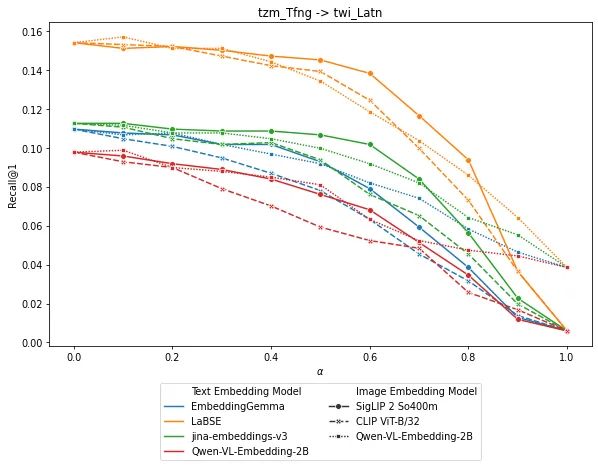 tzm_Tfng -> twi_Latn
Recall@1
0.16
0.14
0.12
0.10
0.08
0.06
0.04
0.02
0.00
0.0 0.2 0.4 0.6 0.8 1.0
α
Text Embedding Model Image Embedding Model
EmbeddingGemma SigLIP 2 So400m
LaBSE CLIP ViT-B/32
jina-embeddings-v3 Qwen-VL-Embedding-2B
Qwen-VL-Embedding-2B